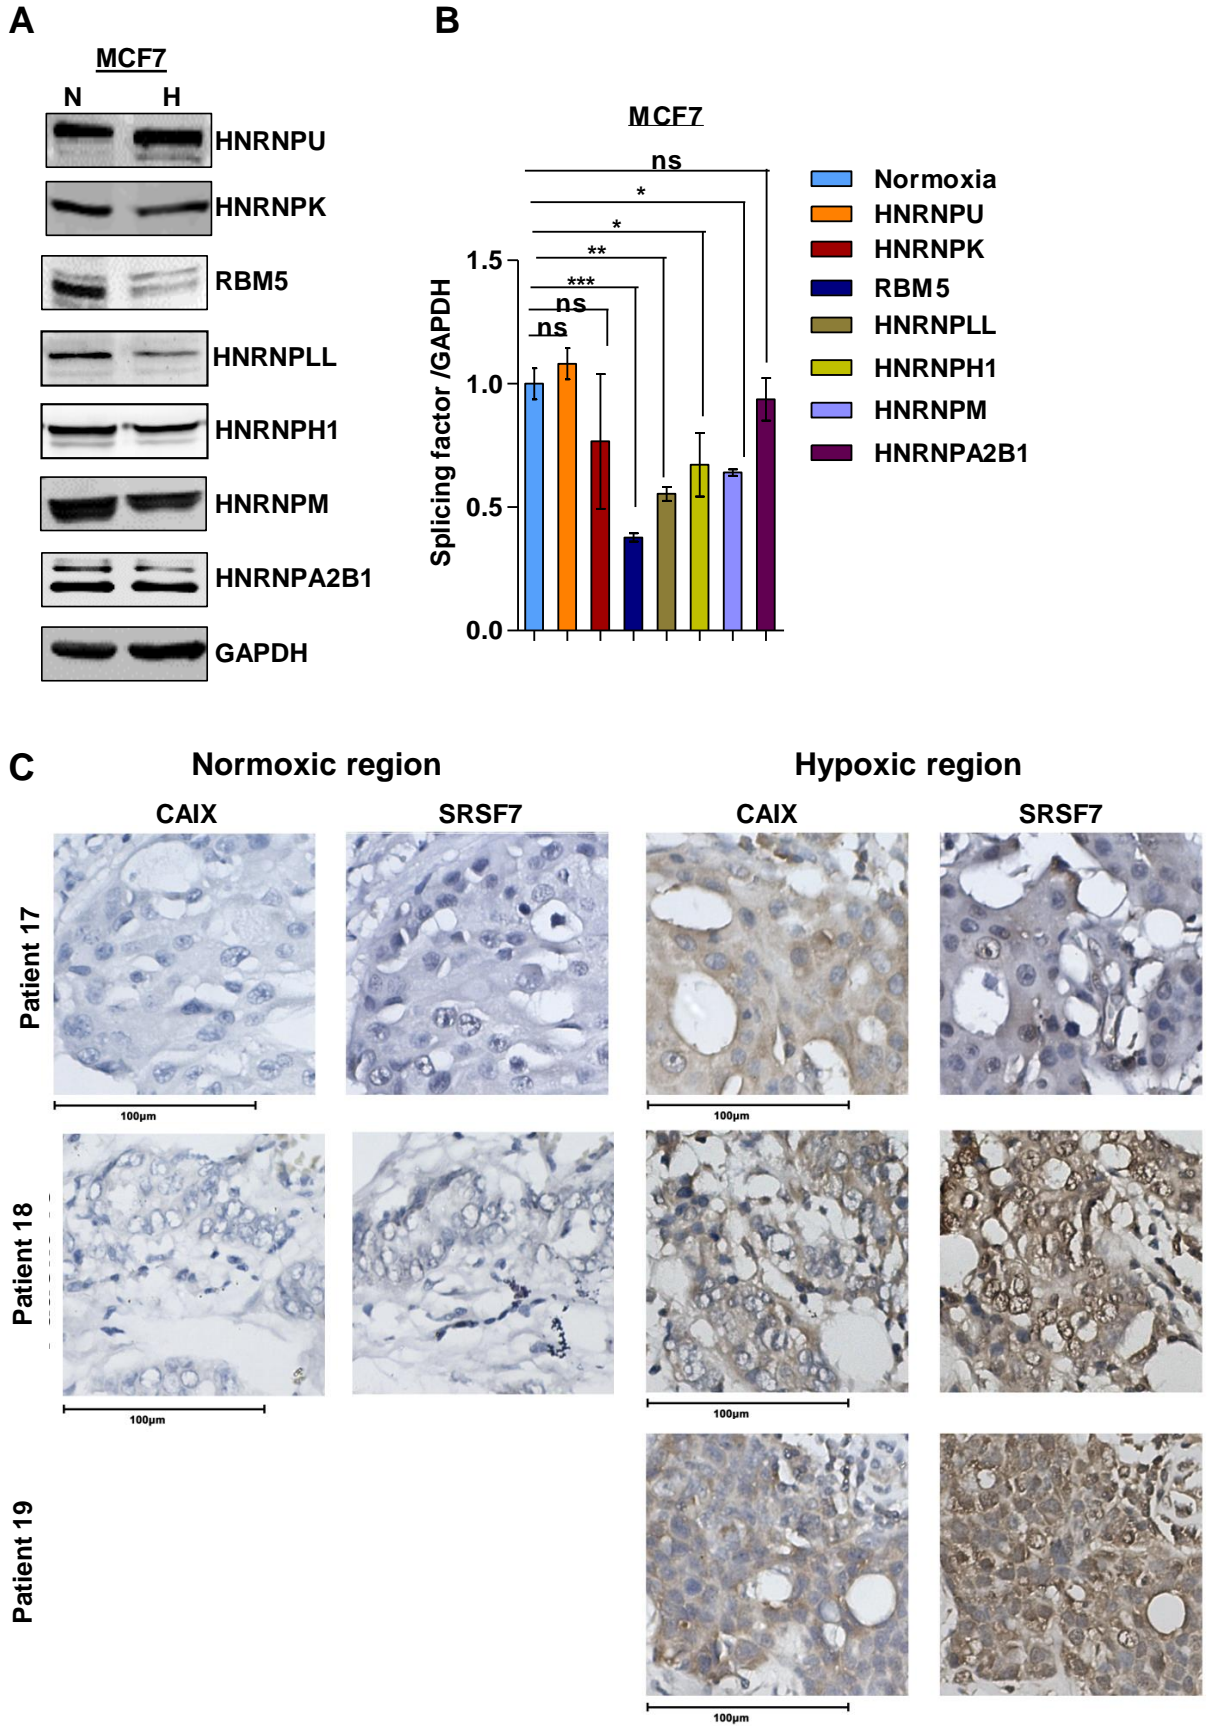 A
MCF7
N H
HNRNPU
HNRNPK
RBM5
HNRNPLL
HNRNPH1
HNRNPM
HNRNPA2B1
GAPDH
B
MCF7
ns
*
*
**
***
ns
ns
1.5
1.0
0.5
0.0
Splicing factor /GAPDH
Normoxia
HNRNPU
HNRNPK
RBM5
HNRNPLL
HNRNPH1
HNRNPM
HNRNPA2B1
C
Normoxic region Hypoxic region
CAIX SRSF7 CAIX SRSF7
Patient 17
100µm 100µm
Patient 18
100µm 100µm
Patient 19
100µm